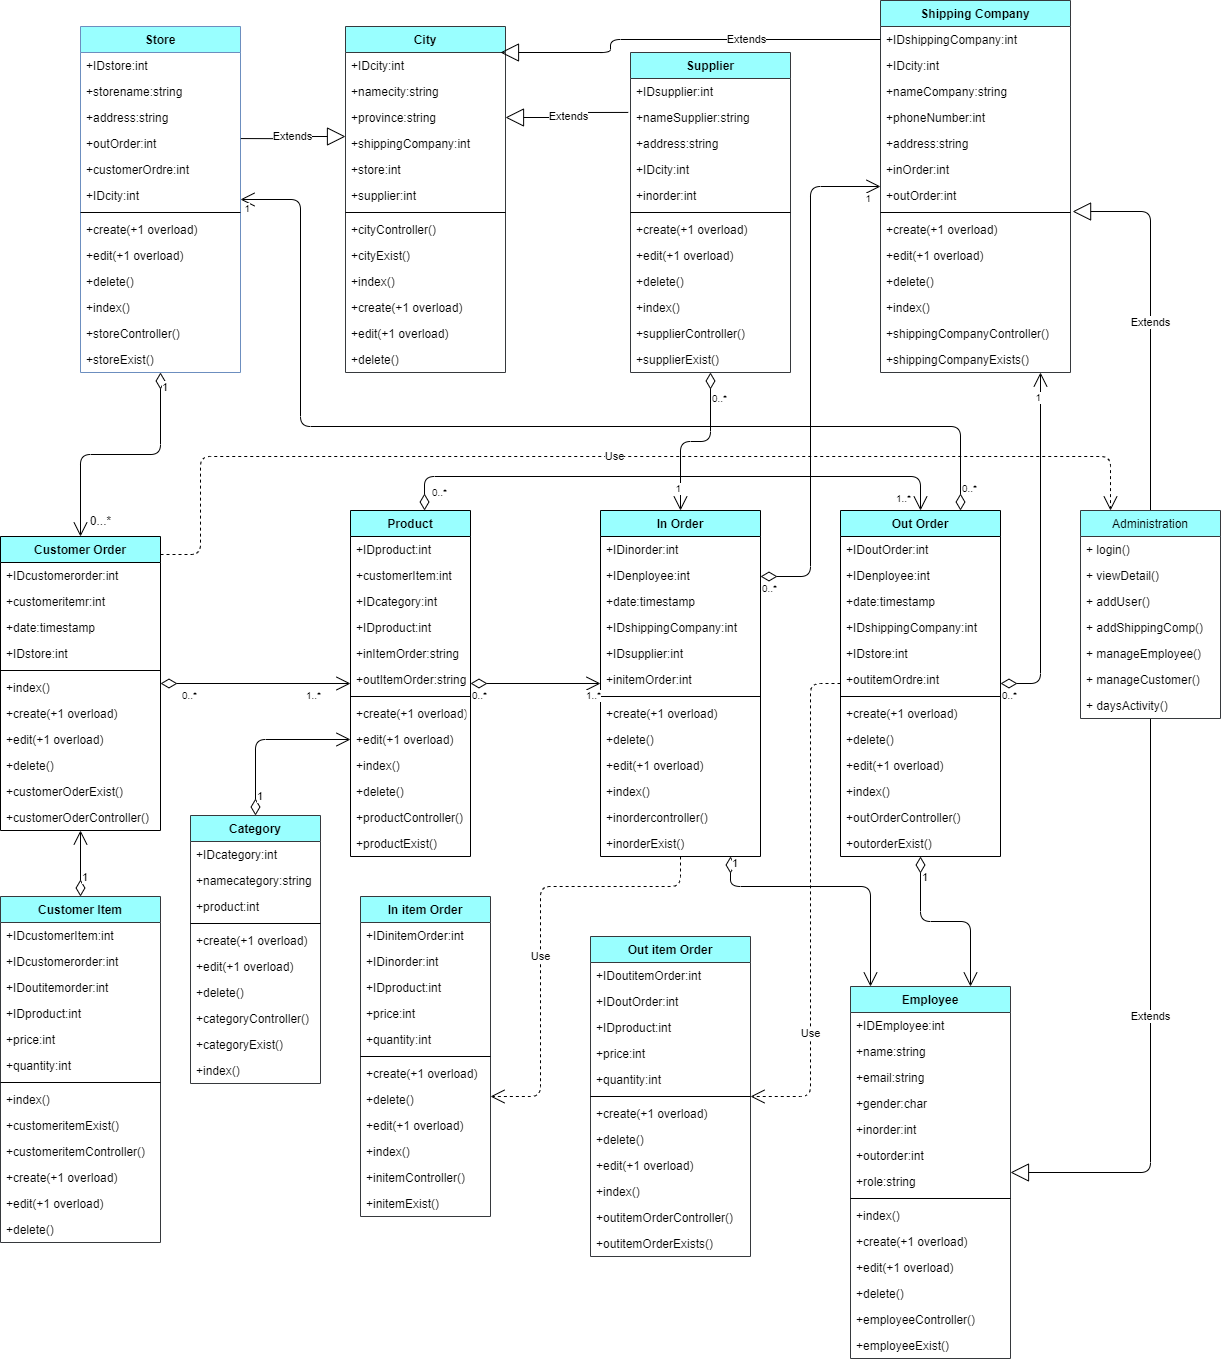 Store
+IDstore:int
+storename:string
+address:string
+outOrder:int
+customerOrdre:int
+IDcity:int
+create(+1 overload)
+edit(+1 overload)
+delete()
+index()
+storeController()
+storeExist()
Extends
City
+IDcity:int
+namecity:string
+province:string
+shippingCompany:int
+store:int
+supplier:int
+cityController()
+cityExist()
+index()
+create(+1 overload)
+edit(+1 overload)
+delete()
Extends
Extends
Supplier
+IDsupplier:int
+nameSupplier:string
+address:string
+IDcity:int
+inorder:int
+create(+1 overload)
+edit(+1 overload)
+delete()
+index()
+supplierController()
+supplierExist()
Shipping Company
+IDshippingCompany:int
+IDcity:int
+nameCompany:string
+phoneNumber:int
+address:string
+inOrder:int
+outOrder:int
+create(+1 overload)
+edit(+1 overload)
+delete()
+index()
+shippingCompanyController()
+shippingCompanyExists()
Extends
1
1
1
0..*
1
Use
0...*
0..*
1
1..*
0..*
Customer Order
+IDcustomerorder:int
+customeritemr:int
+date:timestamp
+IDstore:int
+index()
+create(+1 overload)
+edit(+1 overload)
+delete()
+customerOderExist()
+customerOderController()
0..*
1..*
Product
+IDproduct:int
+customerItem:int
+IDcategory:int
+IDproduct:int
+inItemOrder:string
+outItemOrder:string
+create(+1 overload)
+edit(+1 overload)
+index()
+delete()
+productController()
+productExist()
0..*
1..*
In Order
+IDinorder:int
+IDenployee:int
+date:timestamp
+IDshippingCompany:int
+IDsupplier:int
+initemOrder:int
+create(+1 overload)
+delete()
+edit(+1 overload)
+index()
+inordercontroller()
+inorderExist()
0..*
Out Order
+IDoutOrder:int
+IDenployee:int
+date:timestamp
+IDshippingCompany:int
+IDstore:int
+outitemOrdre:int
+create(+1 overload)
+delete()
+edit(+1 overload)
+index()
+outOrderController()
+outorderExist()
0..*
Administration
+ login()
+ viewDetail()
+ addUser()
+ addShippingComp()
+ manageEmployee()
+ manageCustomer()
+ daysActivity()
1
1
1
1
Customer Item
+IDcustomerItem:int
+IDcustomerorder:int
+IDoutitemorder:int
+IDproduct:int
+price:int
+quantity:int
+index()
+customeritemExist()
+customeritemController()
+create(+1 overload)
+edit(+1 overload)
+delete()
Category
+IDcategory:int
+namecategory:string
+product:int
+create(+1 overload)
+edit(+1 overload)
+delete()
+categoryController()
+categoryExist()
+index()
In item Order
+IDinitemOrder:int
+IDinorder:int
+IDproduct:int
+price:int
+quantity:int
+create(+1 overload)
+delete()
+edit(+1 overload)
+index()
+initemController()
+initemExist()
Use
Out item Order
+IDoutitemOrder:int
+IDoutOrder:int
+IDproduct:int
+price:int
+quantity:int
+create(+1 overload)
+delete()
+edit(+1 overload)
+index()
+outitemOrderController()
+outitemOrderExists()
Use
Employee
+IDEmployee:int
+name:string
+email:string
+gender:char
+inorder:int
+outorder:int
+role:string
+index()
+create(+1 overload)
+edit(+1 overload)
+delete()
+employeeController()
+employeeExist()
Extends